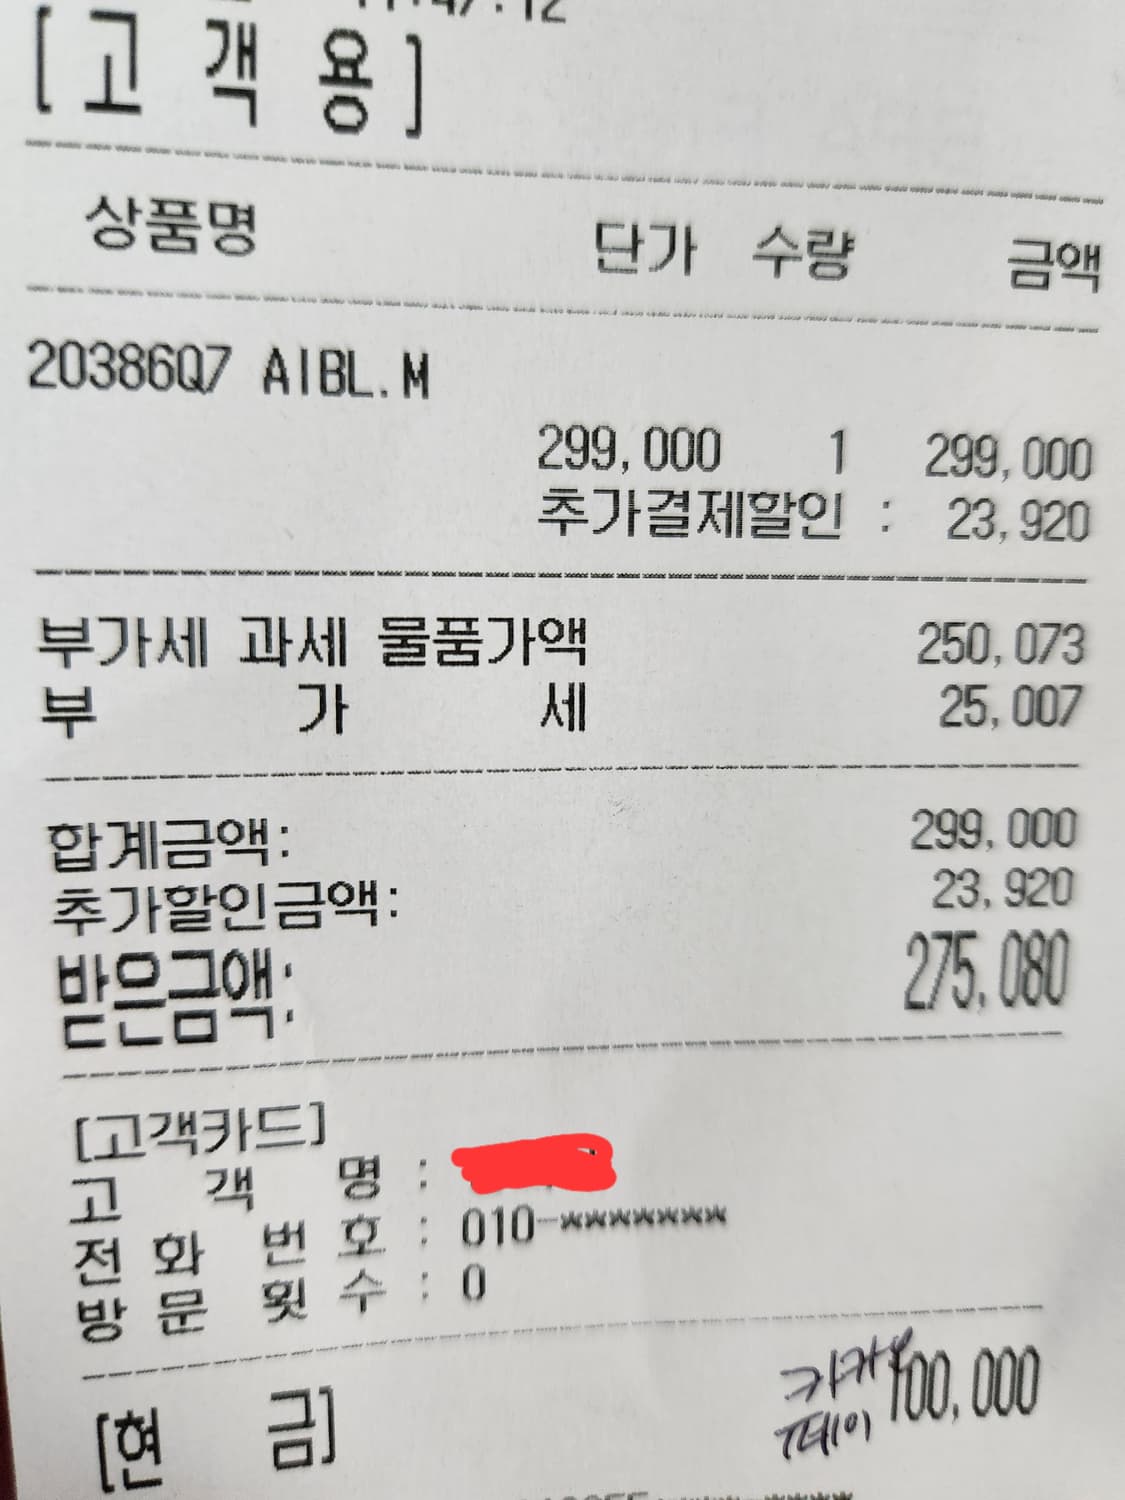 [고 객 용]
상품명 단가 수량 금액
20386Q7 AIBL.M
299,000 1 299,000
추가결제할인 : 23,920
부가세 과세 물품가액 250,073
부 가 세 25,007
합계금액: 299,000
추가할인금액: 23,920
받은금액: 275,080
[고객카드]
고 객 명 :
전 화 번 호 : 010-*******
방 문 횟 수 : 0
[현 금] 100,000
카카오
페이